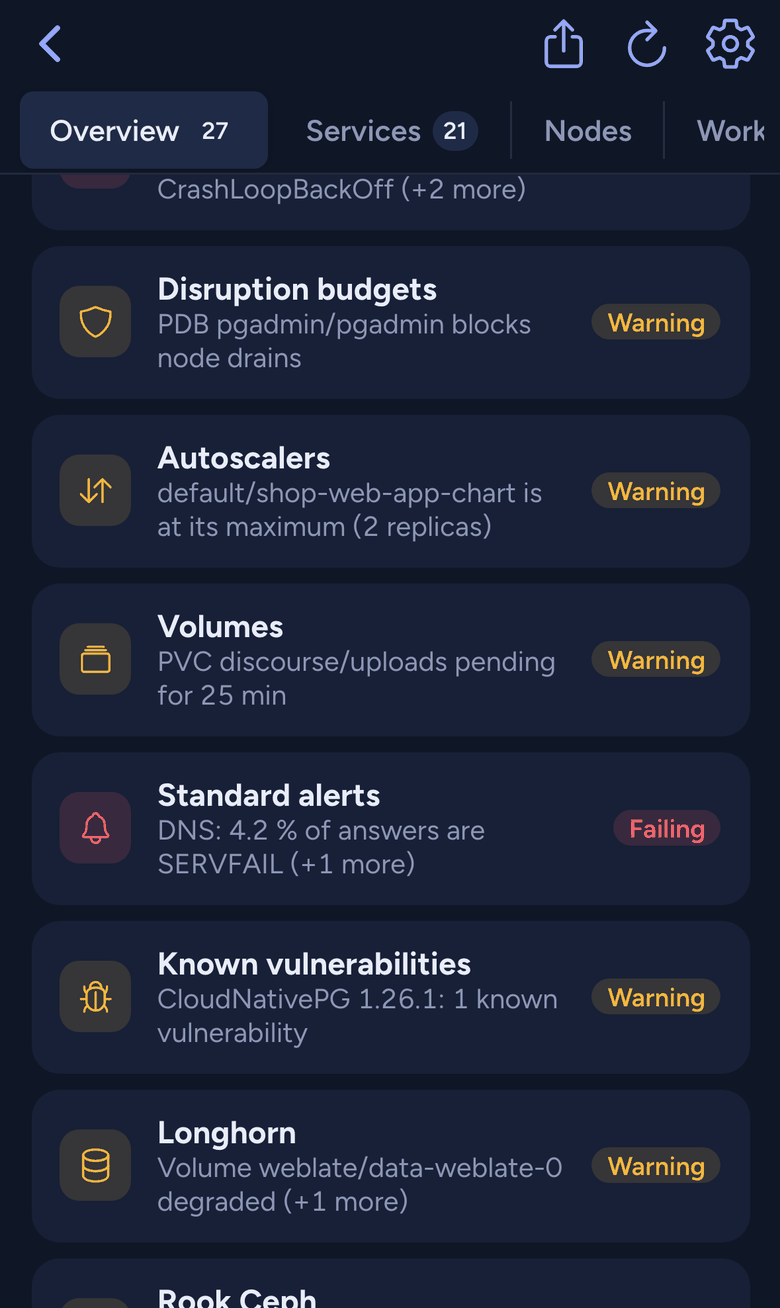 Overview 27 Services 21 Nodes Work
CrashLoopBackOff (+2 more)
Disruption budgets
PDB pgadmin/pgadmin blocks
node drains
Warning
Autoscalers
default/shop-web-app-chart is
at its maximum (2 replicas)
Warning
Volumes
PVC discourse/uploads pending
for 25 min
Warning
Standard alerts
DNS: 4.2 % of answers are
SERVFAIL (+1 more)
Failing
Known vulnerabilities
CloudNativePG 1.26.1: 1 known
vulnerability
Warning
Longhorn
Volume weblate/data-weblate-0
degraded (+1 more)
Warning
Rook Ceph